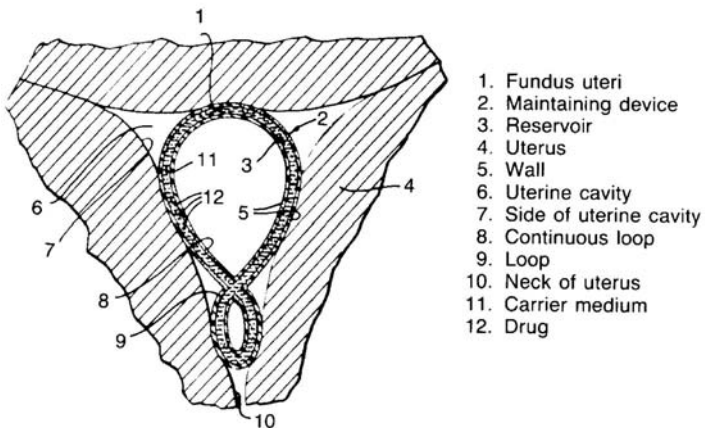 1
2
3
4
5
6
7
8
9
10
11
12
1. Fundus uteri
2. Maintaining device
3. Reservoir
4. Uterus
5. Wall
6. Uterine cavity
7. Side of uterine cavity
8. Continuous loop
9. Loop
10. Neck of uterus
11. Carrier medium
12. Drug